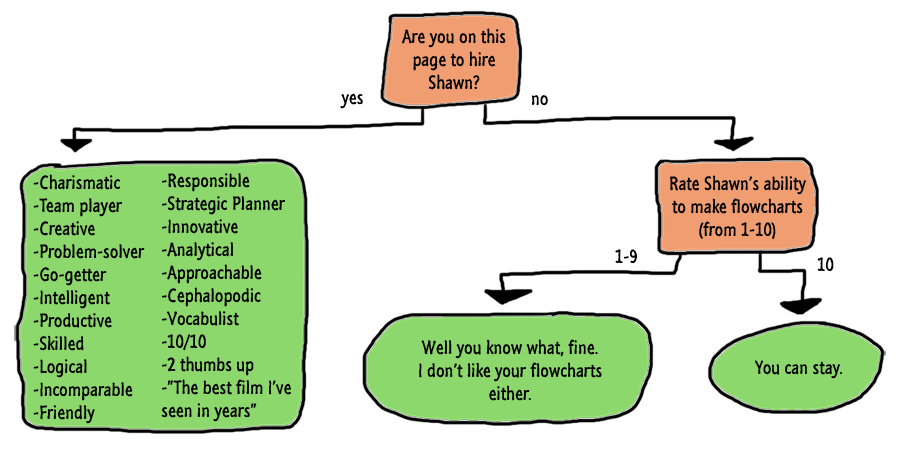 Are you on this
page to hire
Shawn?
yes
no
-Charismatic
-Team player
-Creative
-Problem-solver
-Go-getter
-Intelligent
-Productive
-Skilled
-Logical
-Incomparable
-Friendly
-Responsible
-Strategic Planner
-Innovative
-Analytical
-Approachable
-Cephalopodic
-Vocabulist
-10/10
-2 thumbs up
-"The best film I've
seen in years"
Rate Shawn's ability
to make flowcharts
(from 1-10)
1-9
10
Well you know what, fine.
I don't like your flowcharts
either.
You can stay.